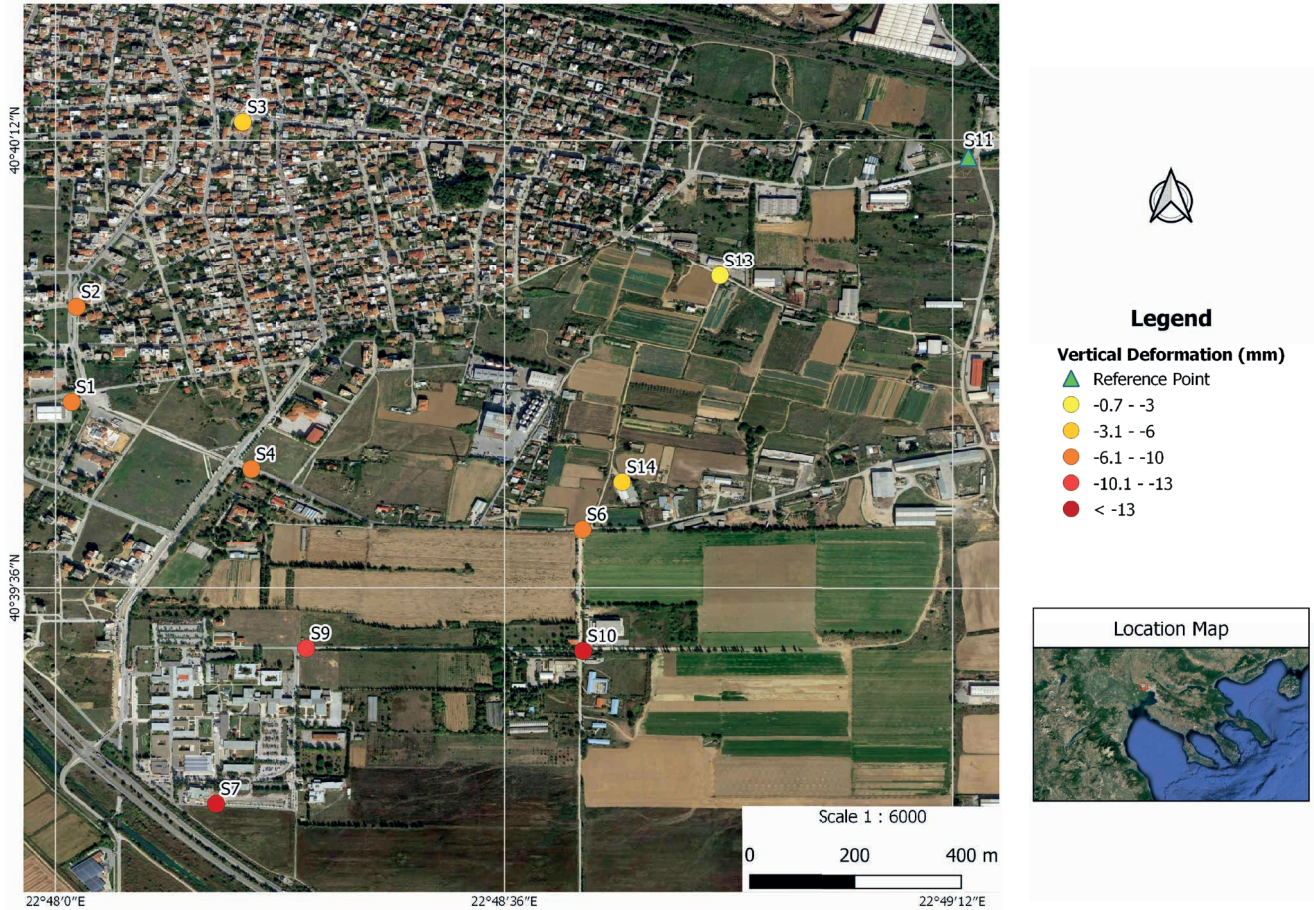 S3
40°40'12"N
S11
S13
S2
S1
S4
S14
S6
40°39'36"N
S9
S10
S7
Scale 1 : 6000
0 200 400 m
22°48'0"E
22°48'36"E
22°49'12"E
Legend
Vertical Deformation (mm)
Reference Point
-0.7 - -3
-3.1 - -6
-6.1 - -10
-10.1 - -13
< -13
Location Map